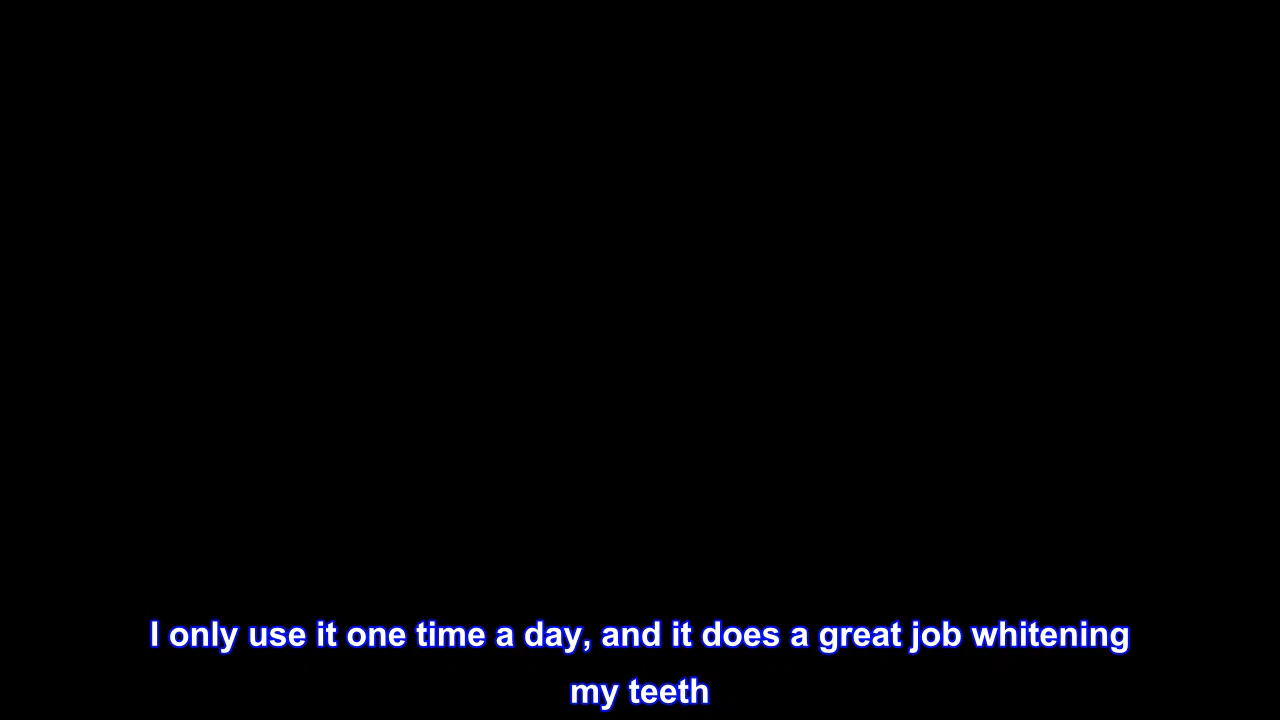 I only use it one time a day, and it does a great job whitening
my teeth